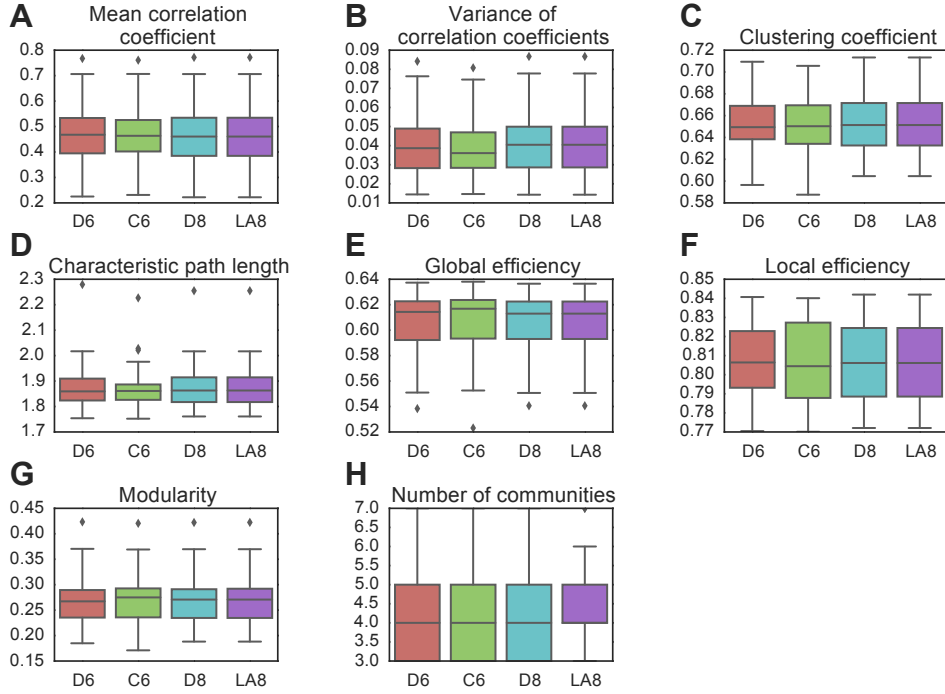 A
Mean correlation
coefficient
0.8
0.7
0.6
0.5
0.4
0.3
0.2
D6 C6 D8 LA8
B
Variance of
correlation coefficients
0.09
0.08
0.07
0.06
0.05
0.04
0.03
0.02
0.01
D6 C6 D8 LA8
C
Clustering coefficient
0.72
0.70
0.68
0.66
0.64
0.62
0.60
0.58
D6 C6 D8 LA8
D
Characteristic path length
2.3
2.2
2.1
2.0
1.9
1.8
1.7
D6 C6 D8 LA8
E
Global efficiency
0.64
0.62
0.60
0.58
0.56
0.54
0.52
D6 C6 D8 LA8
F
Local efficiency
0.85
0.84
0.83
0.82
0.81
0.80
0.79
0.78
0.77
D6 C6 D8 LA8
G
Modularity
0.45
0.40
0.35
0.30
0.25
0.20
0.15
D6 C6 D8 LA8
H
Number of communities
7.0
6.5
6.0
5.5
5.0
4.5
4.0
3.5
3.0
D6 C6 D8 LA8